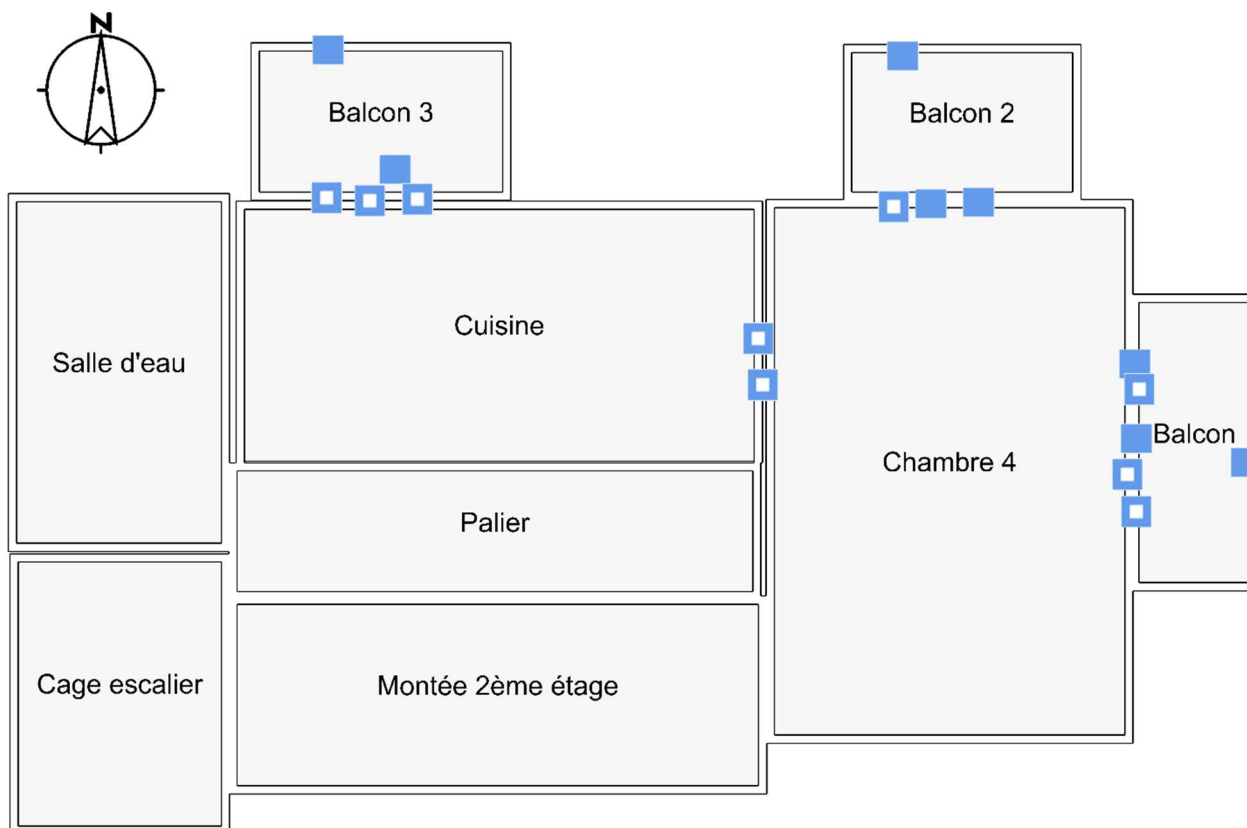 N
Balcon 3
Balcon 2
Cuisine
Salle d'eau
Balcon
Chambre 4
Palier
Cage escalier
Montée 2ème étage